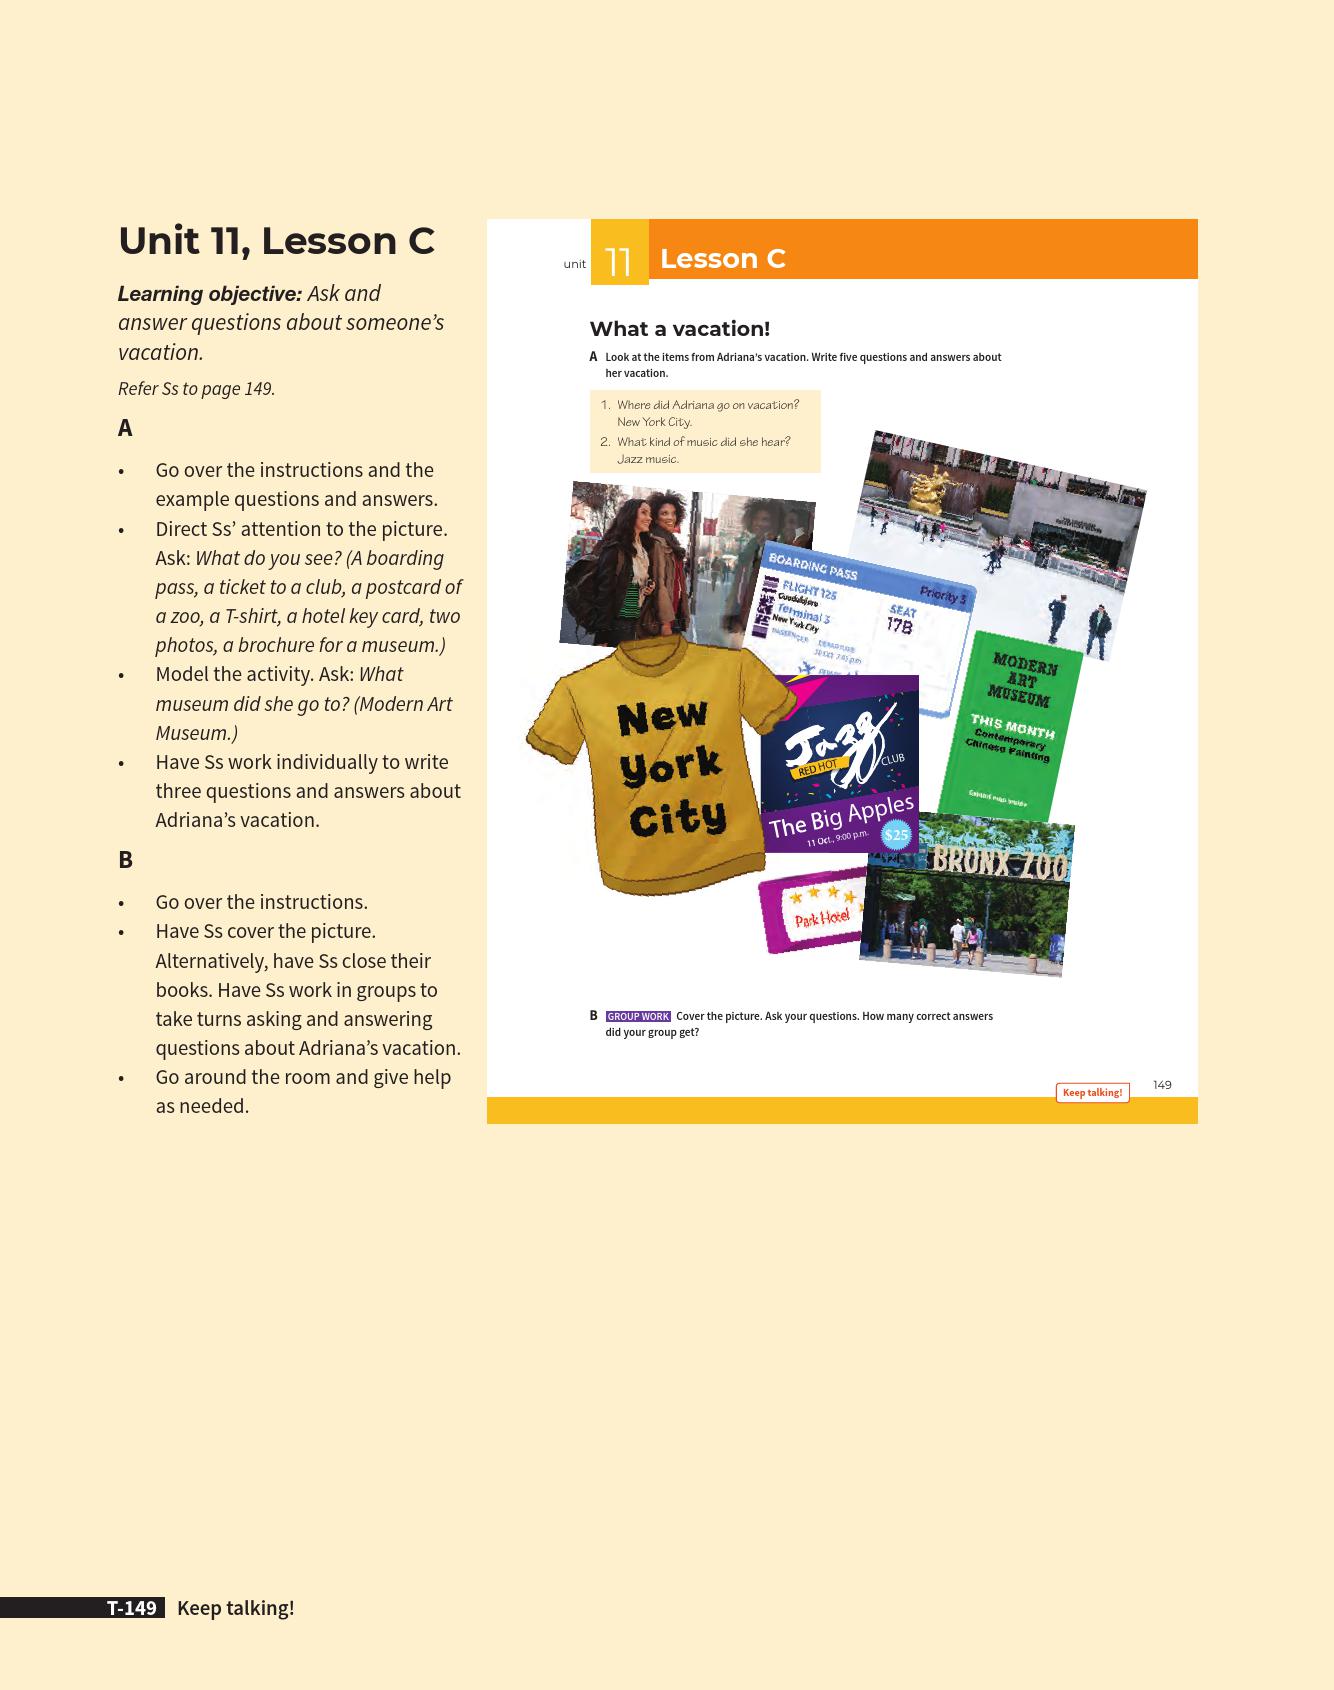 Unit 11, Lesson C
Learning objective: Ask and
answer questions about someone’s
vacation.
Refer Ss to page 149.
A
• Go over the instructions and the
example questions and answers.
• Direct Ss’ attention to the picture.
Ask: What do you see? (A boarding
pass, a ticket to a club, a postcard of
a zoo, a T-shirt, a hotel key card, two
photos, a brochure for a museum.)
• Model the activity. Ask: What
museum did she go to? (Modern Art
Museum.)
• Have Ss work individually to write
three questions and answers about
Adriana’s vacation.
B
• Go over the instructions.
• Have Ss cover the picture.
Alternatively, have Ss close their
books. Have Ss work in groups to
take turns asking and answering
questions about Adriana’s vacation.
• Go around the room and give help
as needed.
unit 11 Lesson C
What a vacation!
A Look at the items from Adriana’s vacation. Write five questions and answers about
her vacation.
1. Where did Adriana go on vacation?
New York City.
2. What kind of music did she hear?
Jazz music.
BOARDING PASS
Priority 3
FLIGHT 125
Guadalajara
Terminal 3
New York City
PASSENGER
DEPARTURE
SEAT
17B
MODERN
ART
MUSEUM
THIS MONTH
Contemporary
Chinese Painting
New
York
City
Jazz
RED HOT
CLUB
The Big Apples
11 Oct., 9:00 p.m.
$25
BRONX ZOO
Park Hotel
B GROUP WORK Cover the picture. Ask your questions. How many correct answers
did your group get?
Keep talking!
149
T-149 Keep talking!